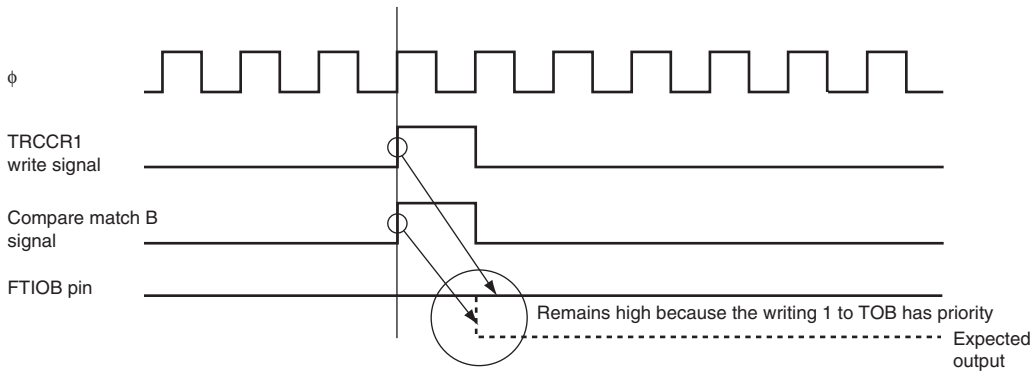 φ
TRCCR1
write signal
Compare match B
signal
FTIOB pin
Remains high because the writing 1 to TOB has priority
Expected
output